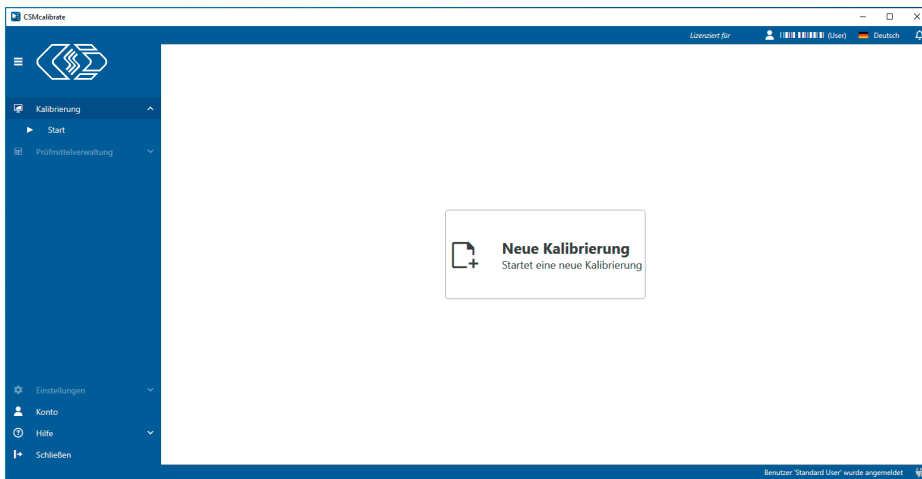 CSMcalibrate
Lizenziert für
(User)
Deutsch
Kalibrierung
Start
Prüfmittelverwaltung
Neue Kalibrierung
Startet eine neue Kalibrierung
Einstellungen
Konto
Hilfe
Schließen
Benutzer 'Standard User' wurde angemeldet